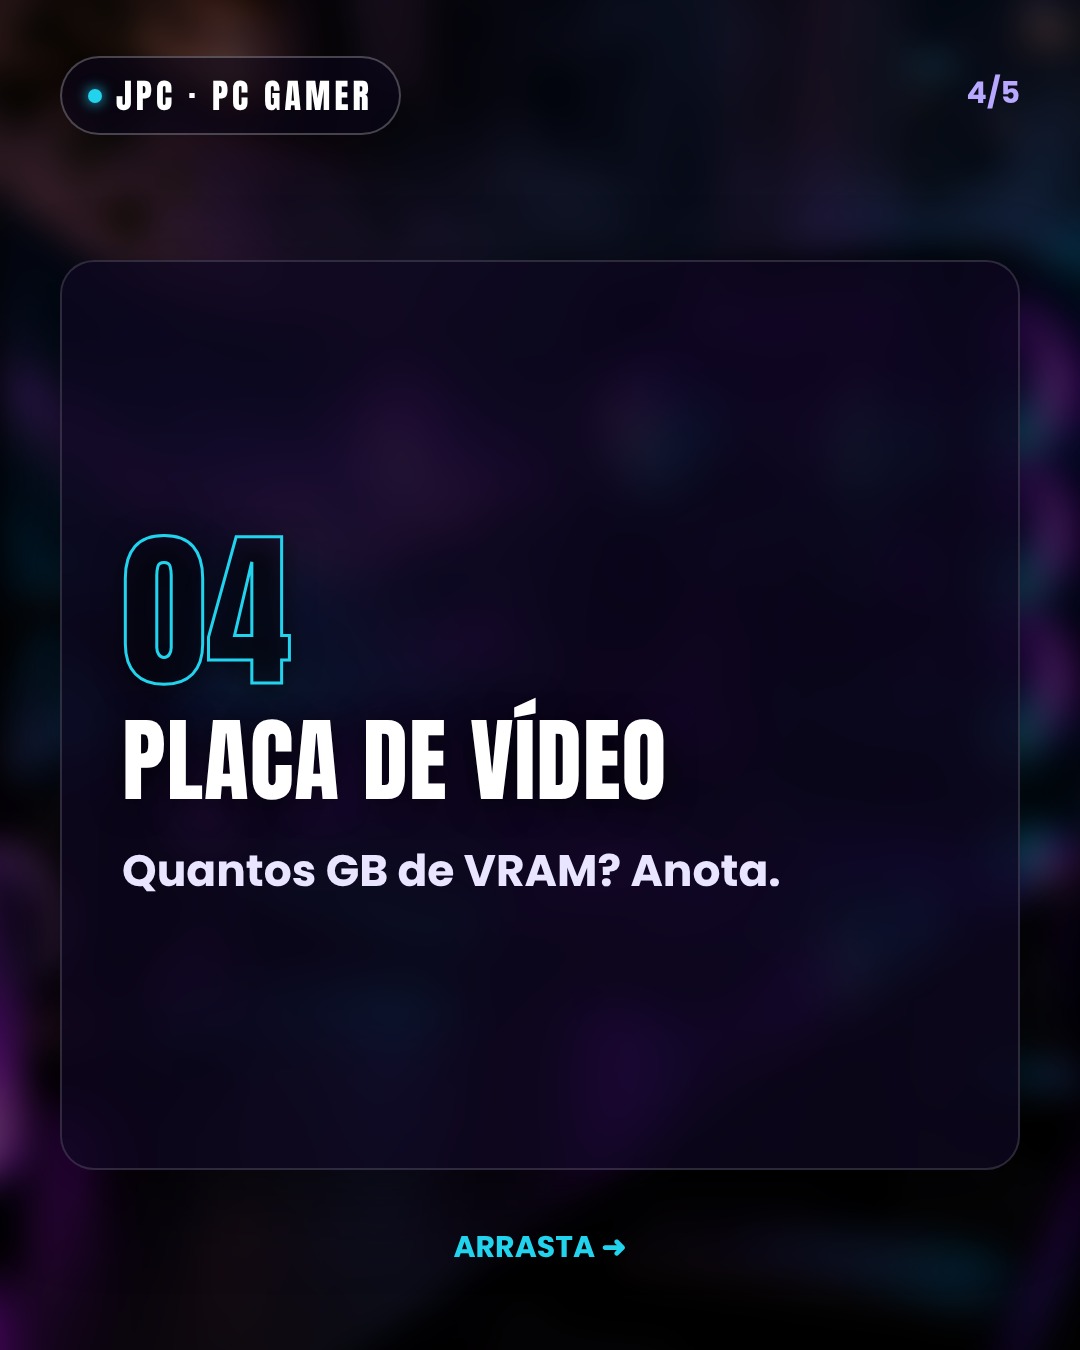 JPC · PC GAMER
4/5
04
PLACA DE VÍDEO
Quantos GB de VRAM? Anota.
ARRASTA →